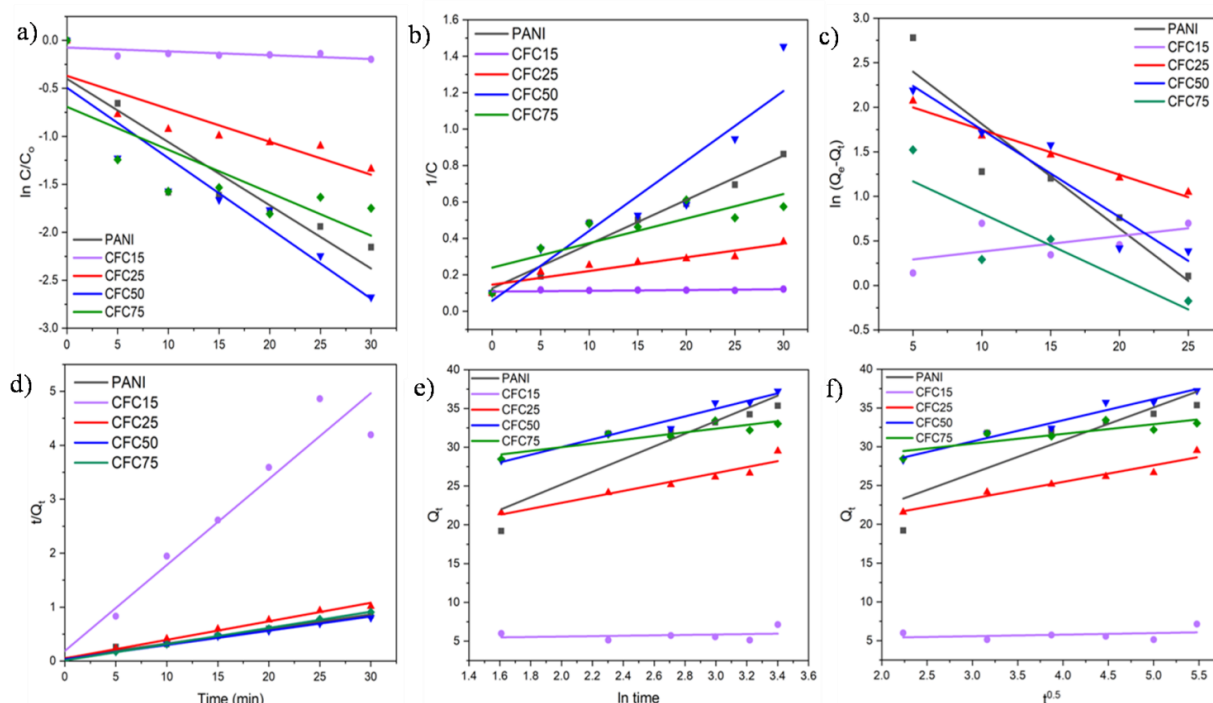 a)
0.0
-0.5
-1.0
-1.5
-2.0
-2.5
-3.0
ln C/Co
PANI
CFC15
CFC25
CFC50
CFC75
0 5 10 15 20 25 30
b)
1.6
1.4
1.2
1.0
0.8
0.6
0.4
0.2
0.0
1/C
PANI
CFC15
CFC25
CFC50
CFC75
0 5 10 15 20 25 30
c)
3.0
2.5
2.0
1.5
1.0
0.5
0.0
-0.5
ln (Qe-Qt)
PANI
CFC15
CFC25
CFC50
CFC75
5 10 15 20 25
d)
5
4
3
2
1
0
t/Qt
PANI
CFC15
CFC25
CFC50
CFC75
0 5 10 15 20 25 30
Time (min)
e)
40
35
30
25
20
15
10
5
0
Qt
PANI
CFC15
CFC25
CFC50
CFC75
1.4 1.6 1.8 2.0 2.2 2.4 2.6 2.8 3.0 3.2 3.4
ln time
f)
40
35
30
25
20
15
10
5
0
Qt
PANI
CFC15
CFC25
CFC50
CFC75
2.0 2.5 3.0 3.5 4.0 4.5 5.0 5.5
t0.5